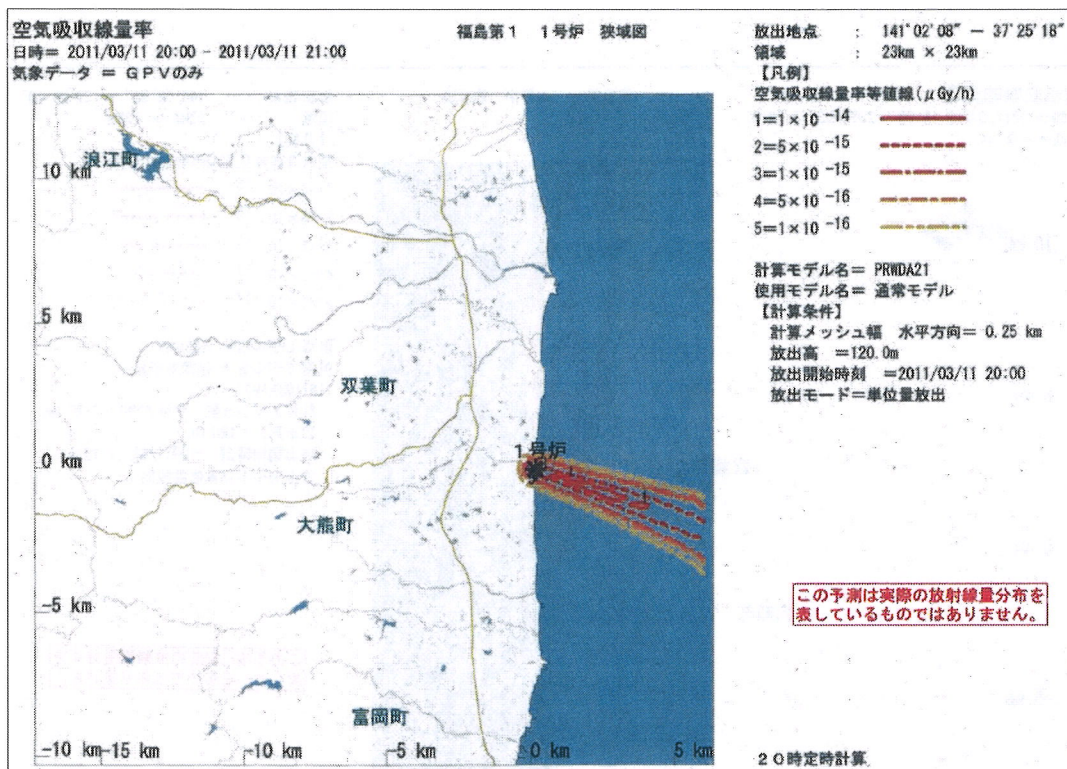 空気吸収線量率
日時= 2011/03/11 20:00 - 2011/03/11 21:00
気象データ = GPVのみ
福島第1 1号炉 狭域図
放出地点 : 141°02'08" - 37°25'18"
領域 : 23km × 23km
【凡例】
空気吸収線量率等値線(μGy/h)
1=1×10 -14
2=5×10 -15
3=1×10 -15
4=5×10 -16
5=1×10 -16
計算モデル名= PRWDA21
使用モデル名= 通常モデル
【計算条件】
計算メッシュ幅 水平方向= 0.25 km
放出高 =120.0m
放出開始時刻 =2011/03/11 20:00
放出モード=単位量放出
浪江町
10 km
5 km
双葉町
1号炉
0 km
大熊町
-5 km
富岡町
-10 km
-15 km
-10 km
-5 km
0 km
5 km
この予測は実際の放射線量分布を
表しているものではありません。
20時定時計算